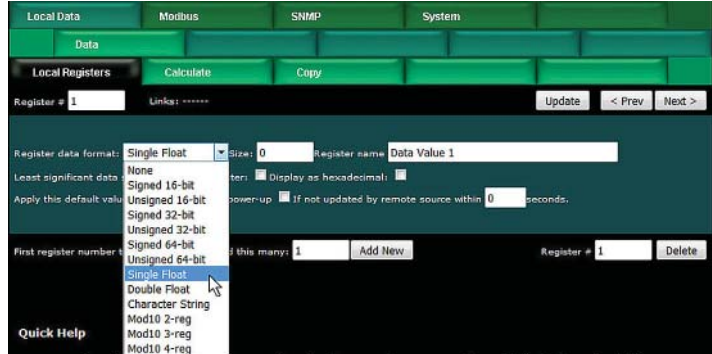 Local Data Modbus SNMP System
Data
Local Registers Calculate Copy
Register # 1 Links: ------ Update < Prev Next >
Register data format: Single Float Size: 0 Register name Data Value 1
Least significant data ter: Display as hexadecimal:
Apply this default valu power-up If not updated by remote source within 0 seconds.
First register number t d this many: 1 Add New Register # 1 Delete
None
Signed 16-bit
Unsigned 16-bit
Signed 32-bit
Unsigned 32-bit
Signed 64-bit
Unsigned 64-bit
Single Float
Double Float
Character String
Mod10 2-reg
Mod10 3-reg
Mod10 4-reg
Quick Help